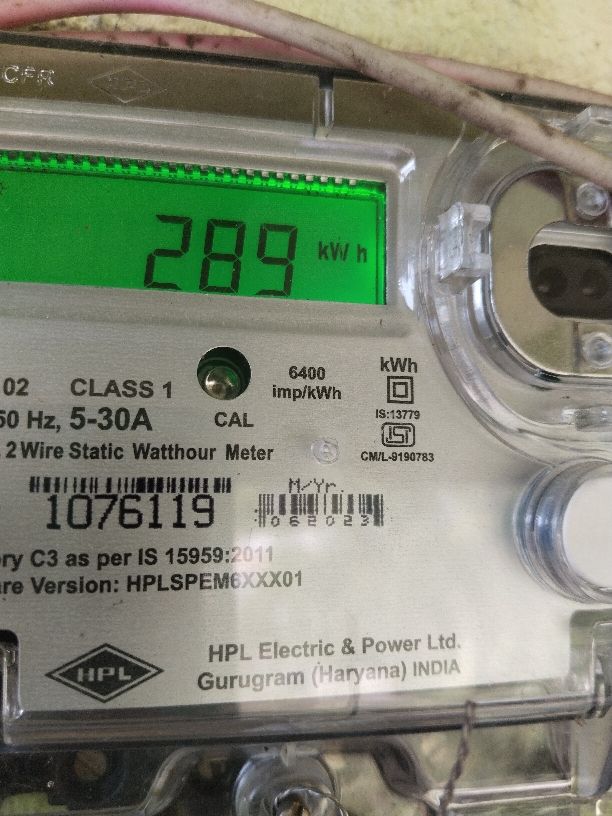 289 kWh
02 CLASS 1
50 Hz, 5-30A
CAL
6400
imp/kWh
kWh
IS:13779
ISI
CM/L-9190783
2 Wire Static Watthour Meter
1076119
M/Yr.
062023
ory C3 as per IS 15959:2011
are Version: HPLSPEM6XXX01
HPL
HPL Electric & Power Ltd.
Gurugram (Haryana) INDIA